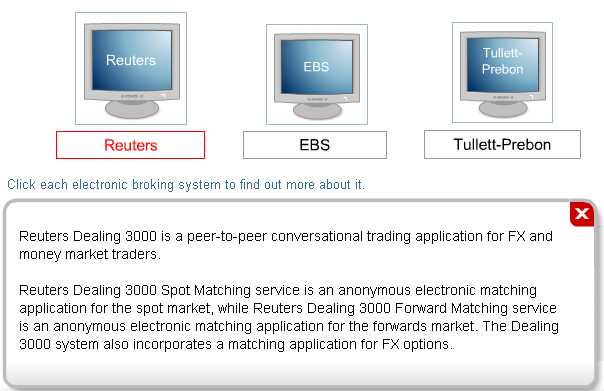 Reuters
EBS
Tullett-
Prebon
Reuters
EBS
Tullett-Prebon
Click each electronic broking system to find out more about it.
Reuters Dealing 3000 is a peer-to-peer conversational trading application for FX and
money market traders.
Reuters Dealing 3000 Spot Matching service is an anonymous electronic matching
application for the spot market, while Reuters Dealing 3000 Forward Matching service
is an anonymous electronic matching application for the forwards market. The Dealing
3000 system also incorporates a matching application for FX options.